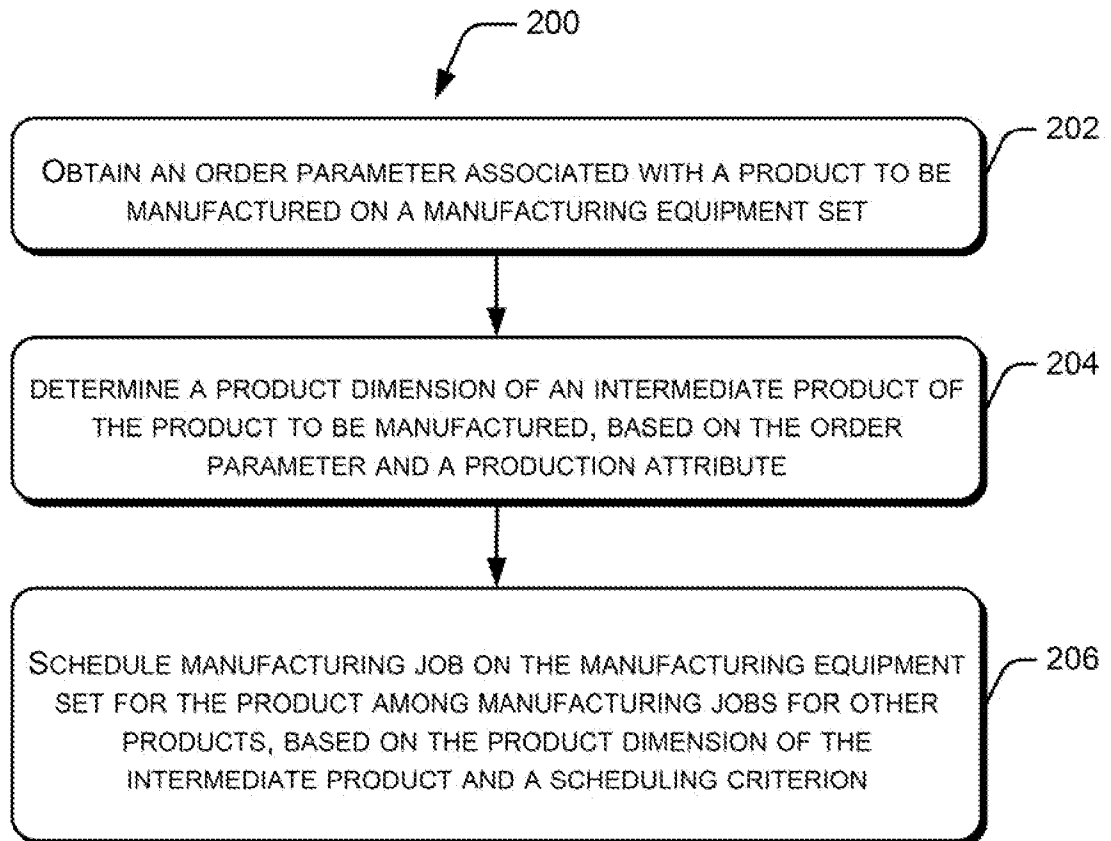 200
202
OBTAIN AN ORDER PARAMETER ASSOCIATED WITH A PRODUCT TO BE
MANUFACTURED ON A MANUFACTURING EQUIPMENT SET
204
DETERMINE A PRODUCT DIMENSION OF AN INTERMEDIATE PRODUCT OF
THE PRODUCT TO BE MANUFACTURED, BASED ON THE ORDER
PARAMETER AND A PRODUCTION ATTRIBUTE
206
SCHEDULE MANUFACTURING JOB ON THE MANUFACTURING EQUIPMENT
SET FOR THE PRODUCT AMONG MANUFACTURING JOBS FOR OTHER
PRODUCTS, BASED ON THE PRODUCT DIMENSION OF THE
INTERMEDIATE PRODUCT AND A SCHEDULING CRITERION